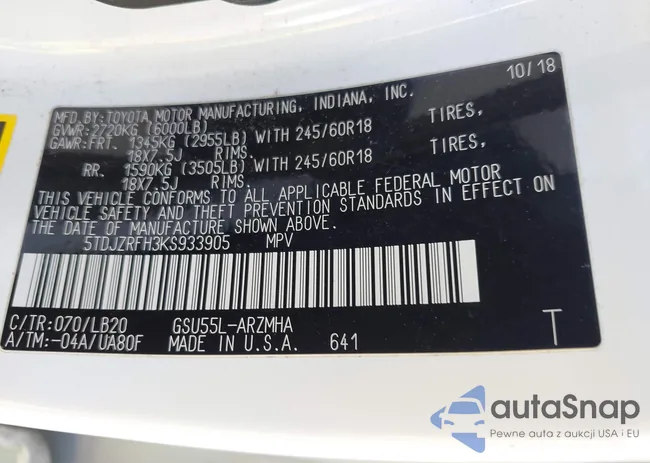 10/18
MFD.BY:TOYOTA MOTOR MANUFACTURING, INDIANA, INC.
GVWR:2720KG (6000LB)
GAWR:FRT. 1345KG (2955LB) WITH 245/60R18 TIRES,
18X7.5J RIMS
RR. 1590KG (3505LB) WITH 245/60R18 TIRES,
18X7.5J RIMS
THIS VEHICLE CONFORMS TO ALL APPLICABLE FEDERAL MOTOR
VEHICLE SAFETY AND THEFT PREVENTION STANDARDS IN EFFECT ON
THE DATE OF MANUFACTURE SHOWN ABOVE.
5TDJZRFH3KS933905 MPV
C/TR:070/LB20 GSU55L-ARZMHA T
A/TM:-04A/UA80F MADE IN U.S.A. 641
autaSnap
Pewne auta z aukcji USA i EU